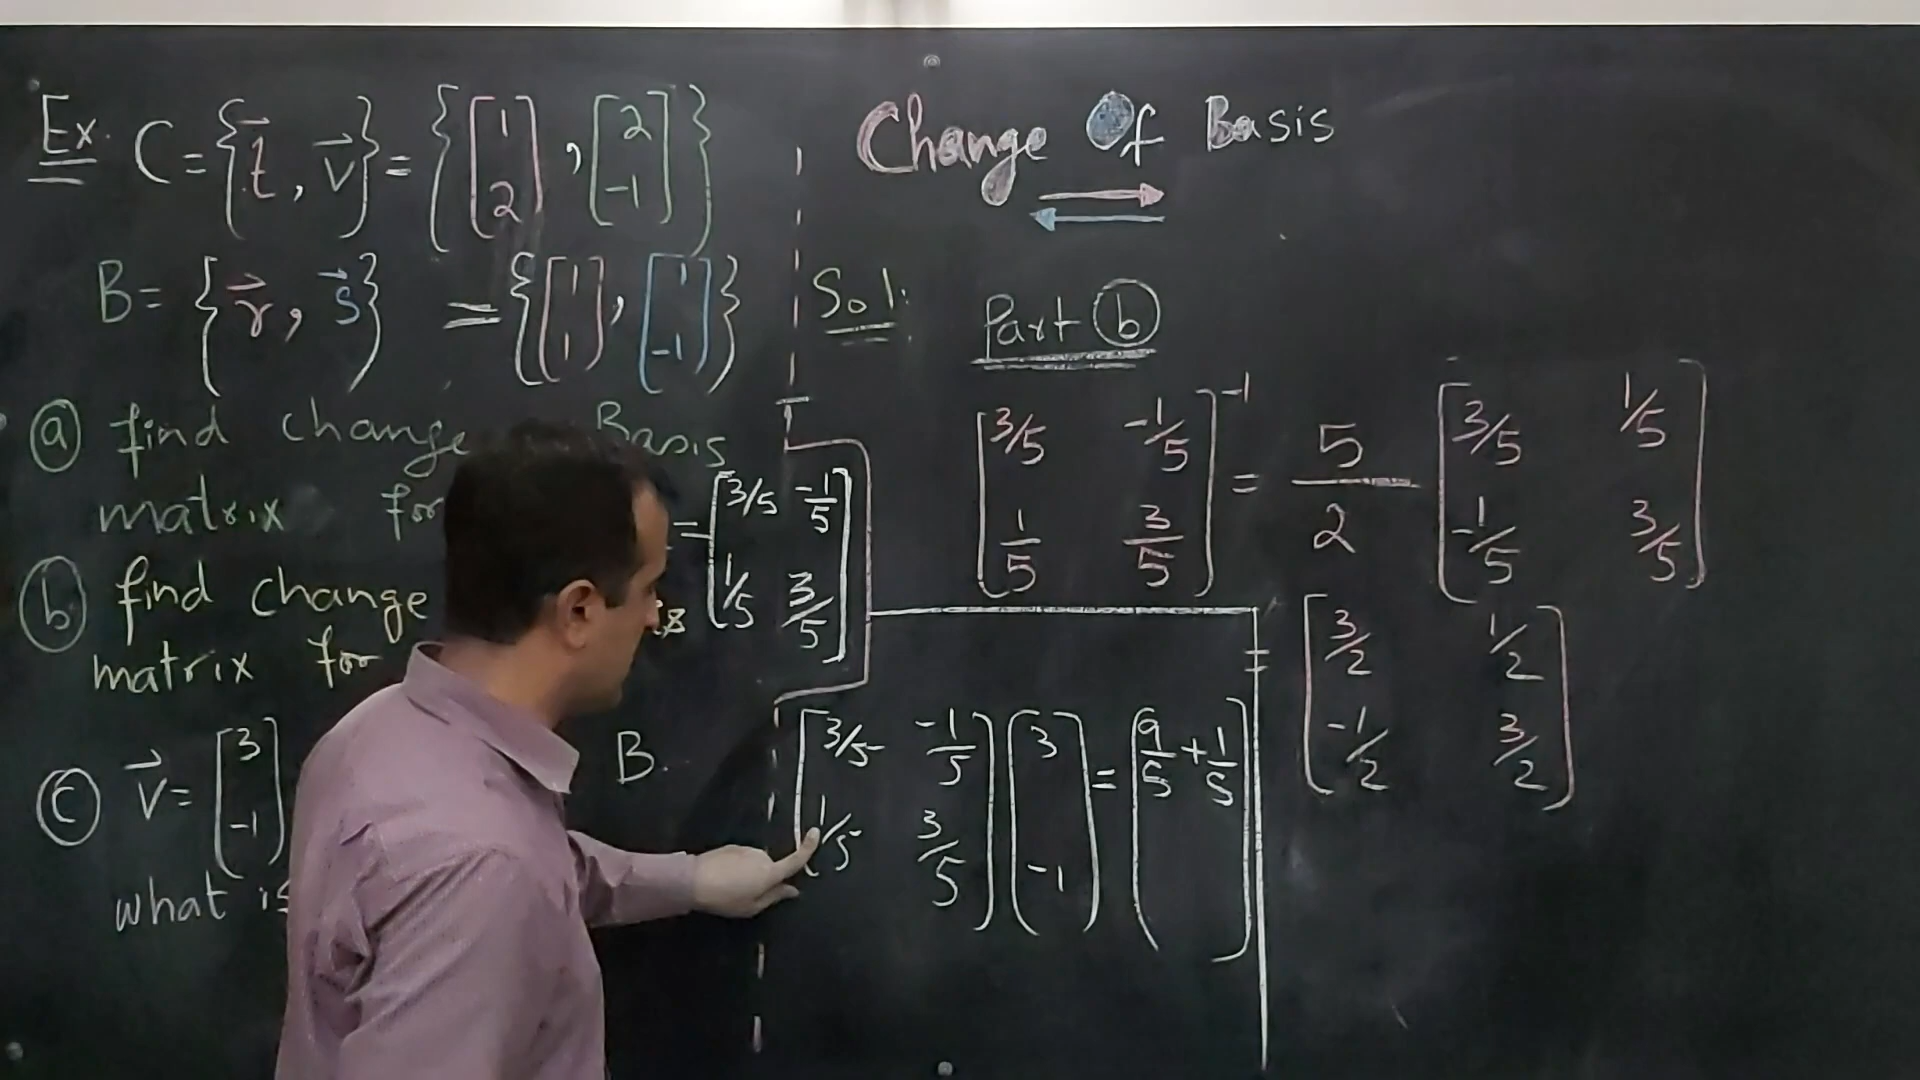 Ex. C = {t⃗, v⃗} = {[1 2], [2 -1]}
B = {r⃗, s⃗} = {[1 1], [1 -1]}
(a) find change Basis
matrix for = [3/5 -1/5; 1/5 3/5]
(b) find change
matrix for
(c) v⃗ = [3 -1] B.
what is
Change Of Basis
Sol: Part (b)
[3/5 -1/5; 1/5 3/5]⁻¹ = 5/2 [3/5 1/5; -1/5 3/5]
= [3/2 1/2; -1/2 3/2]
[3/5 -1/5; 1/5 3/5] [3 -1] = [9/5 + 1/5]